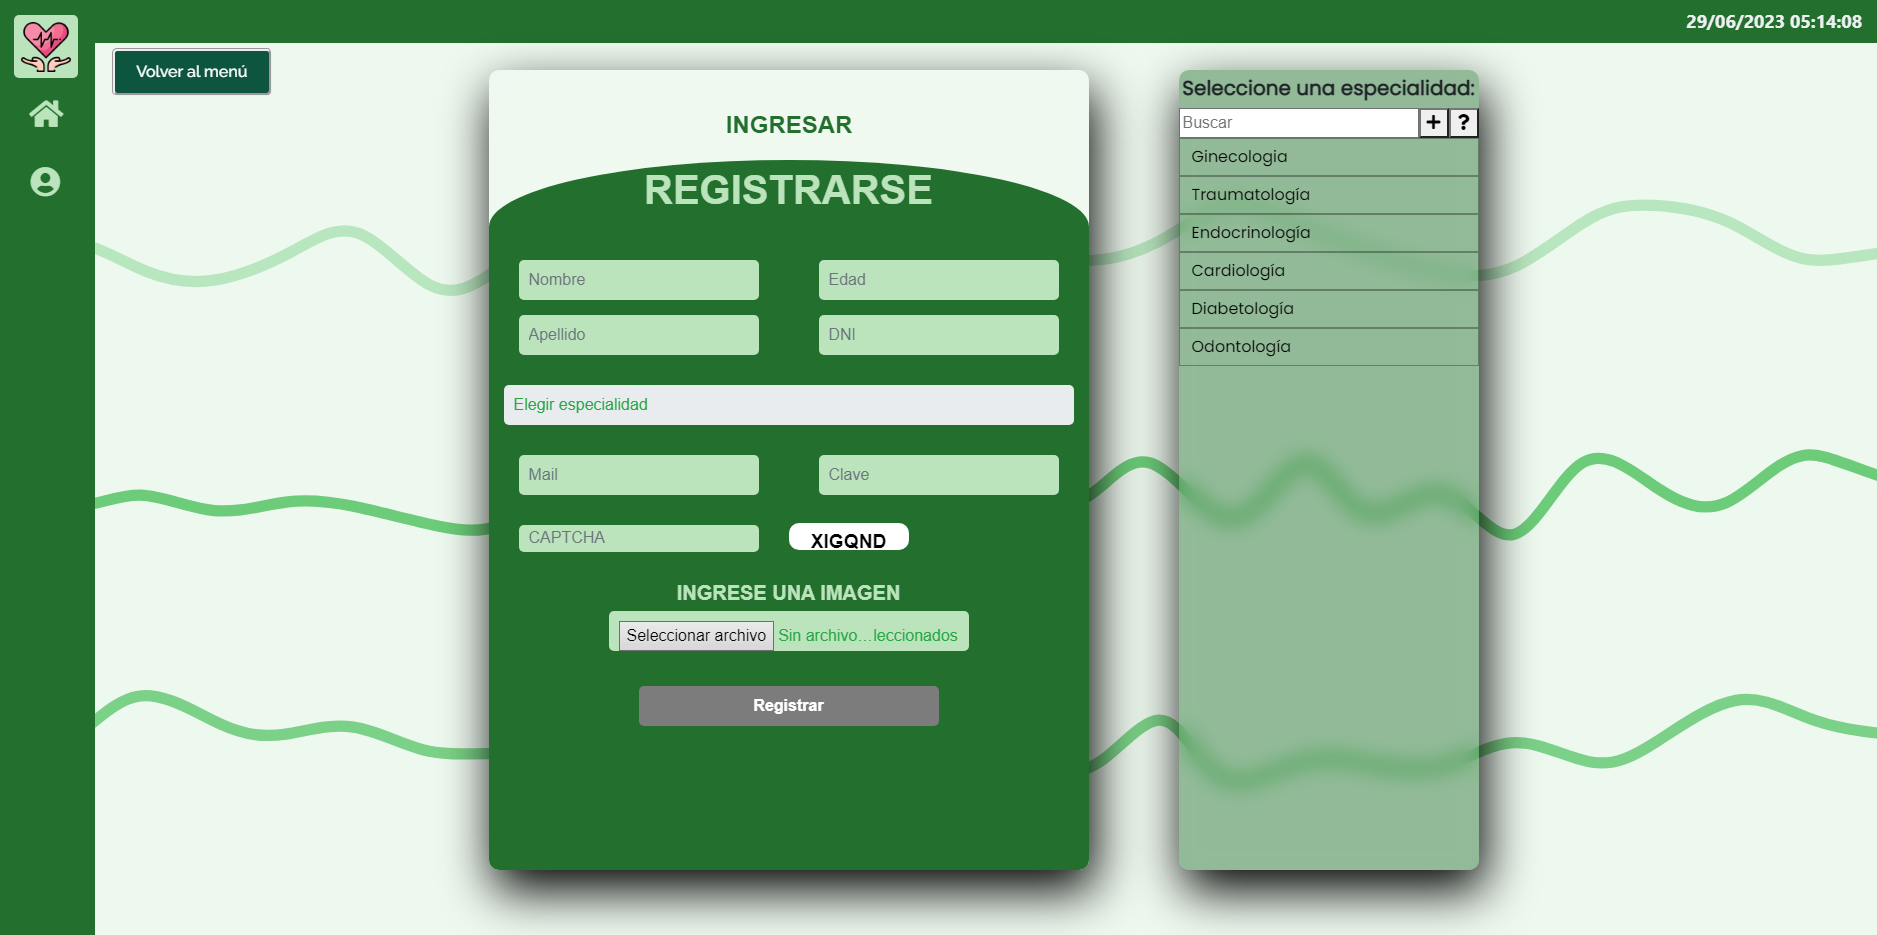 29/06/2023 05:14:08
Volver al menú
INGRESAR
REGISTRARSE
Nombre
Edad
Apellido
DNI
Elegir especialidad
Mail
Clave
CAPTCHA
XIGQND
INGRESE UNA IMAGEN
Seleccionar archivo Sin archivo...leccionados
Registrar
Seleccione una especialidad:
Buscar + ?
Ginecologia
Traumatología
Endocrinología
Cardiología
Diabetología
Odontología